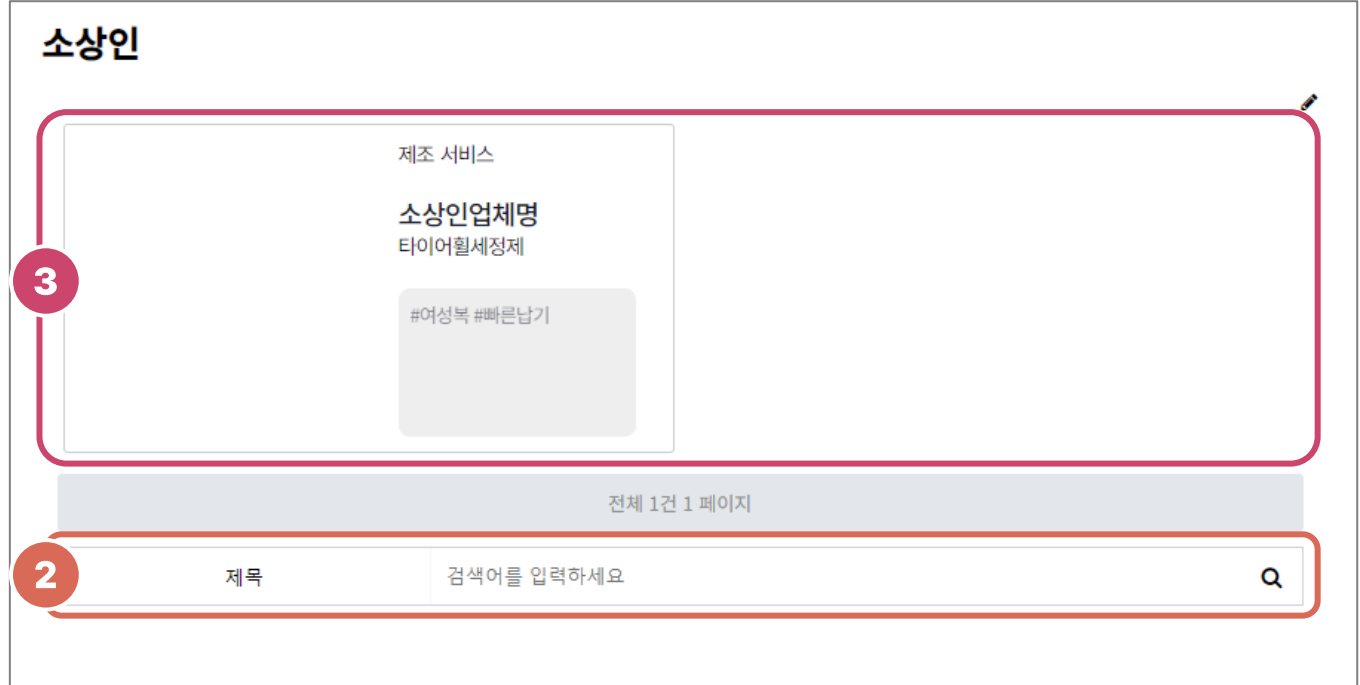 소상인
제조 서비스
소상인업체명
타이어휠세정제
3
#여성복 #빠른납기
전체 1건 1 페이지
2
제목
검색어를 입력하세요